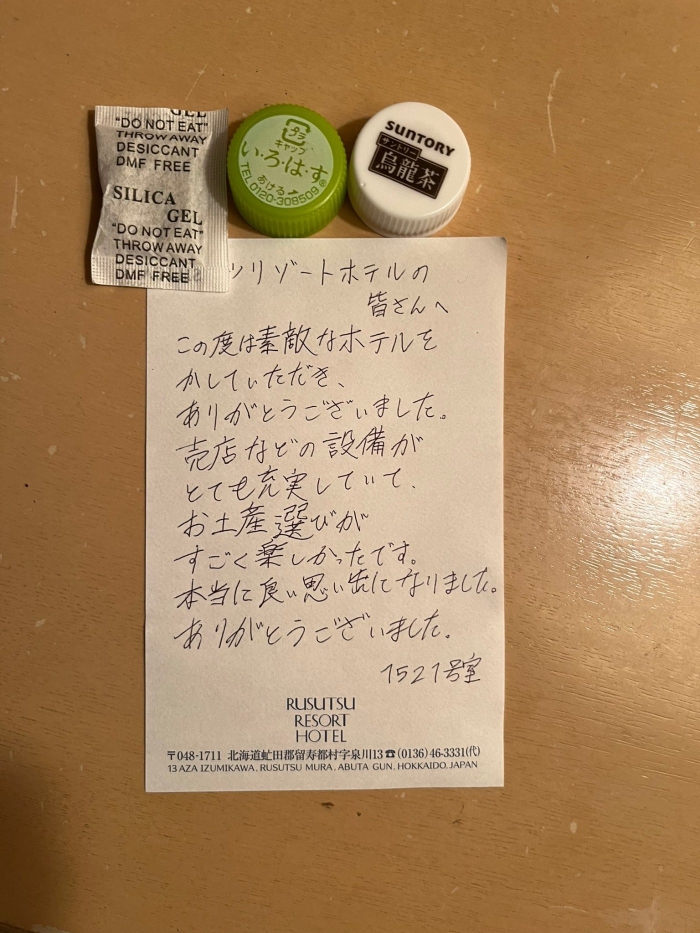 GEL
"DO NOT EAT"
THROW AWAY
DESICCANT
DMF FREE
SILICA
GEL
"DO NOT EAT"
THROW AWAY
DESICCANT
DMF FREE
プラ
キャップ
い・ろ・は・す
あける
TEL 0120-308509
®
SUNTORY
サントリー
烏龍茶
ツリゾートホテルの
皆さんへ
この度は素敵なホテルを
かしていただき、
ありがとうございました。
売店などの設備が
とても充実していて、
お土産選びが
すごく楽しかったです。
本当に良い思い出になりました。
ありがとうございました。
1521号室
RUSUTSU
RESORT
HOTEL
〒048-1711 北海道虻田郡留寿都村字泉川13☎(0136)46-3331(代)
13 AZA IZUMIKAWA, RUSUTSU MURA, ABUTA GUN, HOKKAIDO, JAPAN